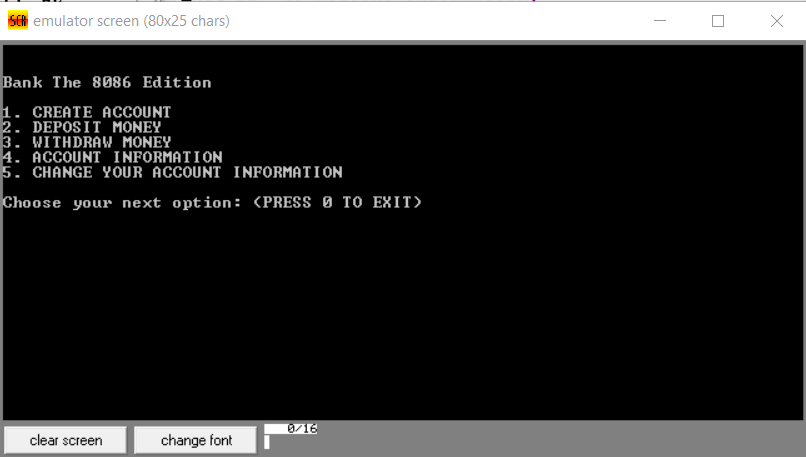 SCR emulator screen (80x25 chars)
Bank The 8086 Edition
1. CREATE ACCOUNT
2. DEPOSIT MONEY
3. WITHDRAW MONEY
4. ACCOUNT INFORMATION
5. CHANGE YOUR ACCOUNT INFORMATION
Choose your next option: (PRESS 0 TO EXIT)
clear screen change font 0/16